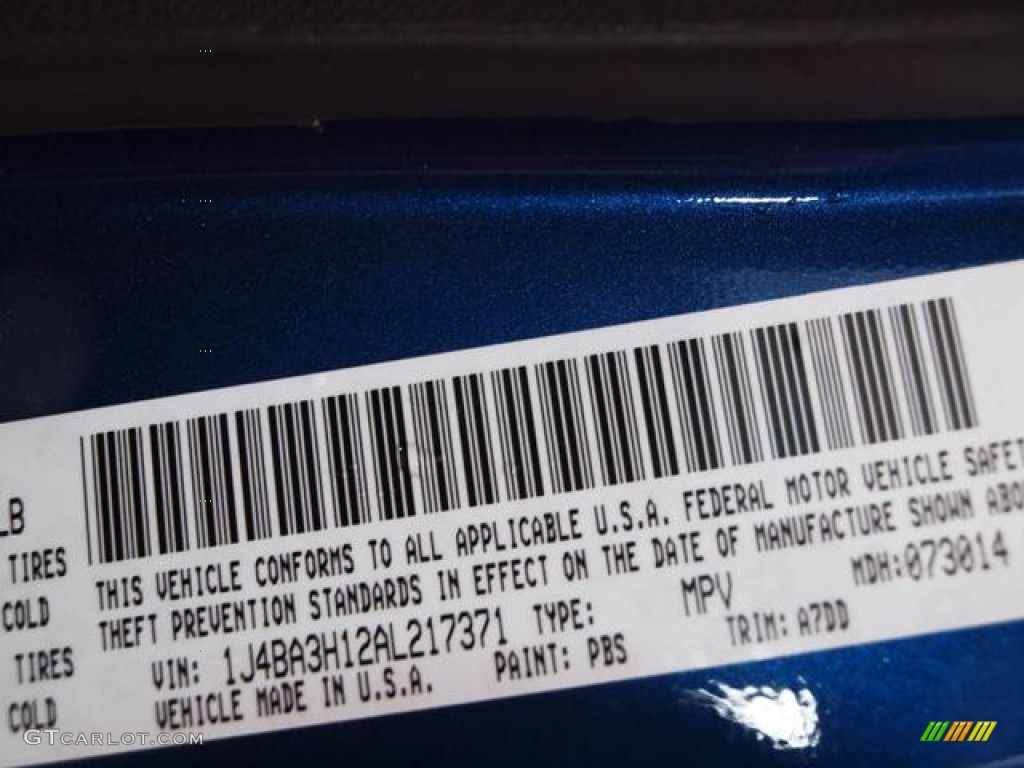 LB
TIRES
COLD
TIRES
COLD
THIS VEHICLE CONFORMS TO ALL APPLICABLE U.S.A. FEDERAL MOTOR VEHICLE SAFET
THEFT PREVENTION STANDARDS IN EFFECT ON THE DATE OF MANUFACTURE SHOWN ABO
VIN: 1J4BA3H12AL217371 TYPE: MPV MDH:073014
VEHICLE MADE IN U.S.A. PAINT: PBS TRIM: A7DD
GTCARLOT.COM